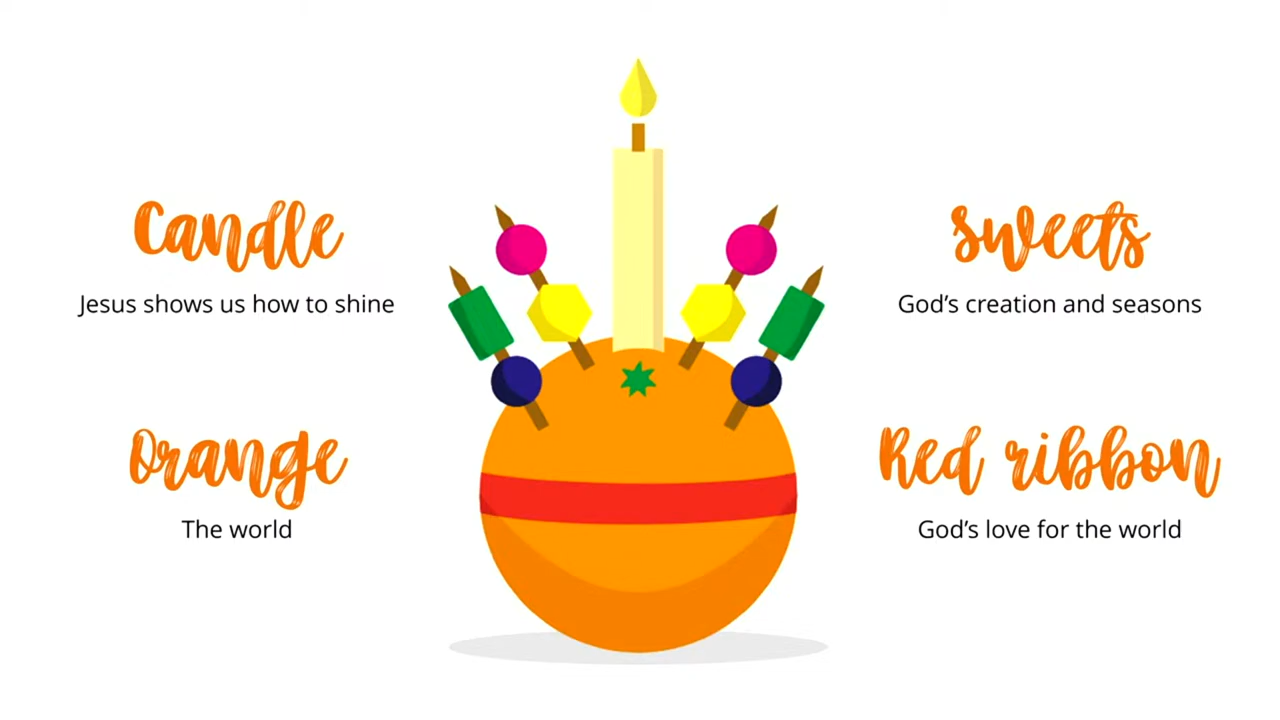 Candle
Jesus shows us how to shine
Orange
The world
Sweets
God’s creation and seasons
Red ribbon
God’s love for the world